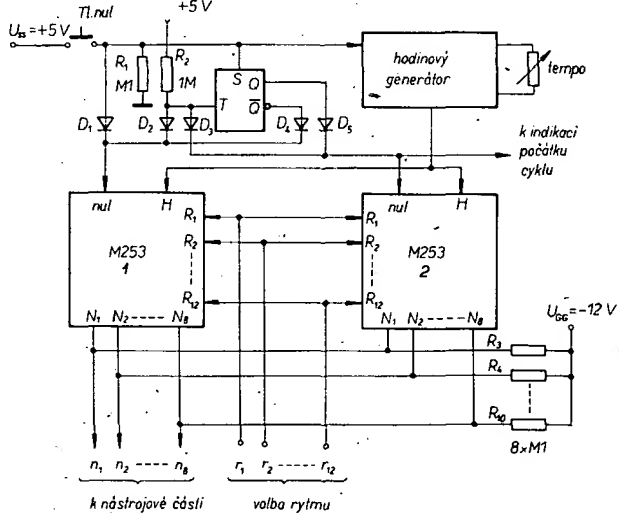 Tl. nul
+5 V
U_SS = +5V
R1
M1
R2
1M
S
Q
T
Q̅
hodinový
generátor
tempo
D1
D2
D3
D4
D5
k indikaci
počátku
cyklu
nul
H
R1
R2
R12
M253
1
N1 N2 ----- N8
nul
H
R1
R2
R12
M253
2
N1 N2 ----- N8
U_GG = -12 V
R3
R4
R10
8×M1
n1 n2 ----- n8
r1 r2 ------ r12
k nástrojové části
volba rytmu